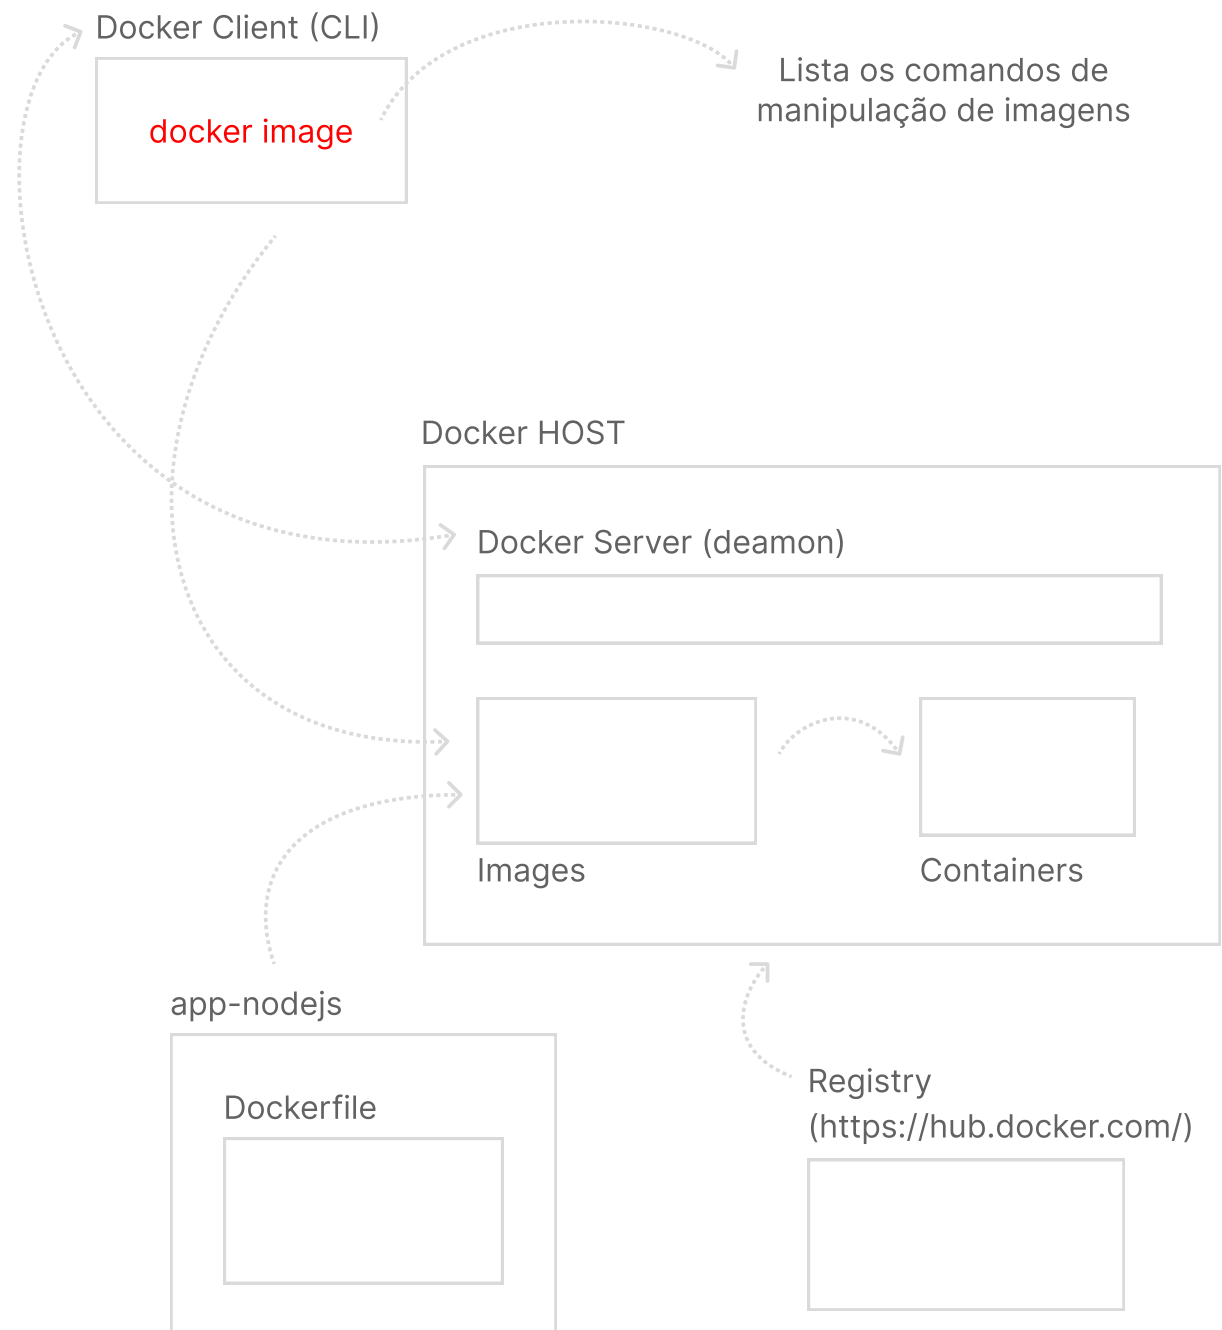 Docker Client (CLI)
docker image
Lista os comandos de
manipulação de imagens
Docker HOST
Docker Server (deamon)
Images
Containers
app-nodejs
Dockerfile
Registry
(https://hub.docker.com/)